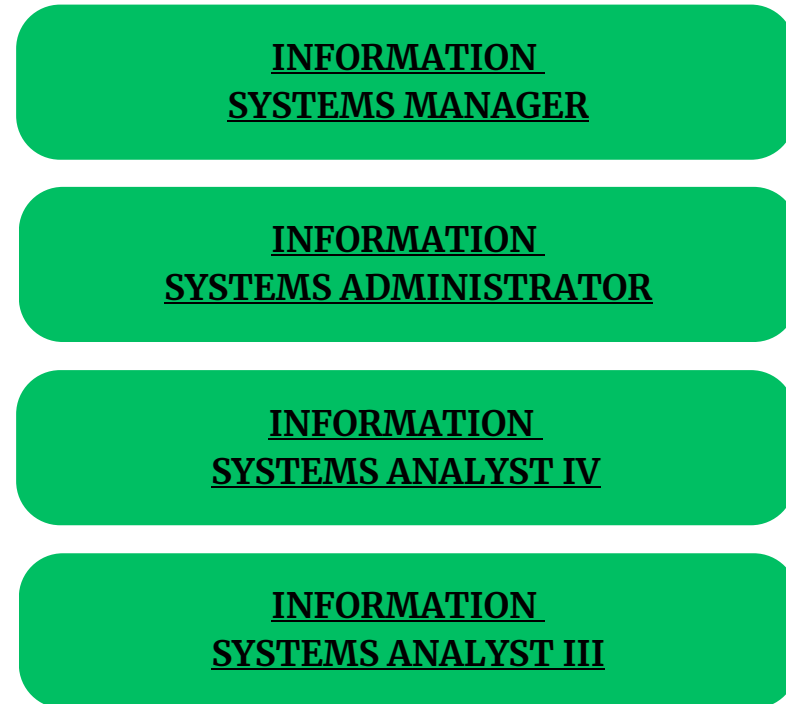 INFORMATION
SYSTEMS MANAGER
INFORMATION
SYSTEMS ADMINISTRATOR
INFORMATION
SYSTEMS ANALYST IV
INFORMATION
SYSTEMS ANALYST III